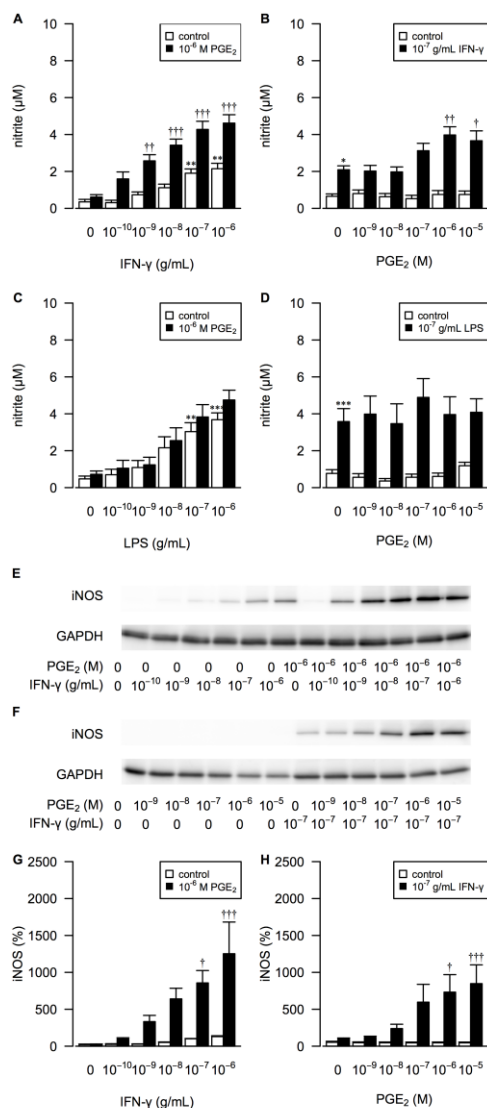 A
control
10⁻⁶ M PGE₂
nitrite (µM)
10
8
6
4
2
0
†† ††† ††† †††
** **
0 10⁻¹⁰ 10⁻⁹ 10⁻⁸ 10⁻⁷ 10⁻⁶
IFN-γ (g/mL)
B
control
10⁻⁷ g/mL IFN-γ
nitrite (µM)
10
8
6
4
2
0
* †† †
0 10⁻⁹ 10⁻⁸ 10⁻⁷ 10⁻⁶ 10⁻⁵
PGE₂ (M)
C
control
10⁻⁶ M PGE₂
nitrite (µM)
10
8
6
4
2
0
** ***
0 10⁻¹⁰ 10⁻⁹ 10⁻⁸ 10⁻⁷ 10⁻⁶
LPS (g/mL)
D
control
10⁻⁷ g/mL LPS
nitrite (µM)
10
8
6
4
2
0
***
0 10⁻⁹ 10⁻⁸ 10⁻⁷ 10⁻⁶ 10⁻⁵
PGE₂ (M)
E
iNOS
GAPDH
PGE₂ (M) 0 0 0 0 0 0 10⁻⁶ 10⁻⁶ 10⁻⁶ 10⁻⁶ 10⁻⁶ 10⁻⁶
IFN-γ (g/mL) 0 10⁻¹⁰ 10⁻⁹ 10⁻⁸ 10⁻⁷ 10⁻⁶ 0 10⁻¹⁰ 10⁻⁹ 10⁻⁸ 10⁻⁷ 10⁻⁶
F
iNOS
GAPDH
PGE₂ (M) 0 10⁻⁹ 10⁻⁸ 10⁻⁷ 10⁻⁶ 10⁻⁵ 0 10⁻⁹ 10⁻⁸ 10⁻⁷ 10⁻⁶ 10⁻⁵
IFN-γ (g/mL) 0 0 0 0 0 0 10⁻⁷ 10⁻⁷ 10⁻⁷ 10⁻⁷ 10⁻⁷ 10⁻⁷
G
control
10⁻⁶ M PGE₂
iNOS (%)
2500
2000
1500
1000
500
0
† †††
0 10⁻¹⁰ 10⁻⁹ 10⁻⁸ 10⁻⁷ 10⁻⁶
IFN-γ (g/mL)
H
control
10⁻⁷ g/mL IFN-γ
iNOS (%)
2500
2000
1500
1000
500
0
† †††
0 10⁻⁹ 10⁻⁸ 10⁻⁷ 10⁻⁶ 10⁻⁵
PGE₂ (M)